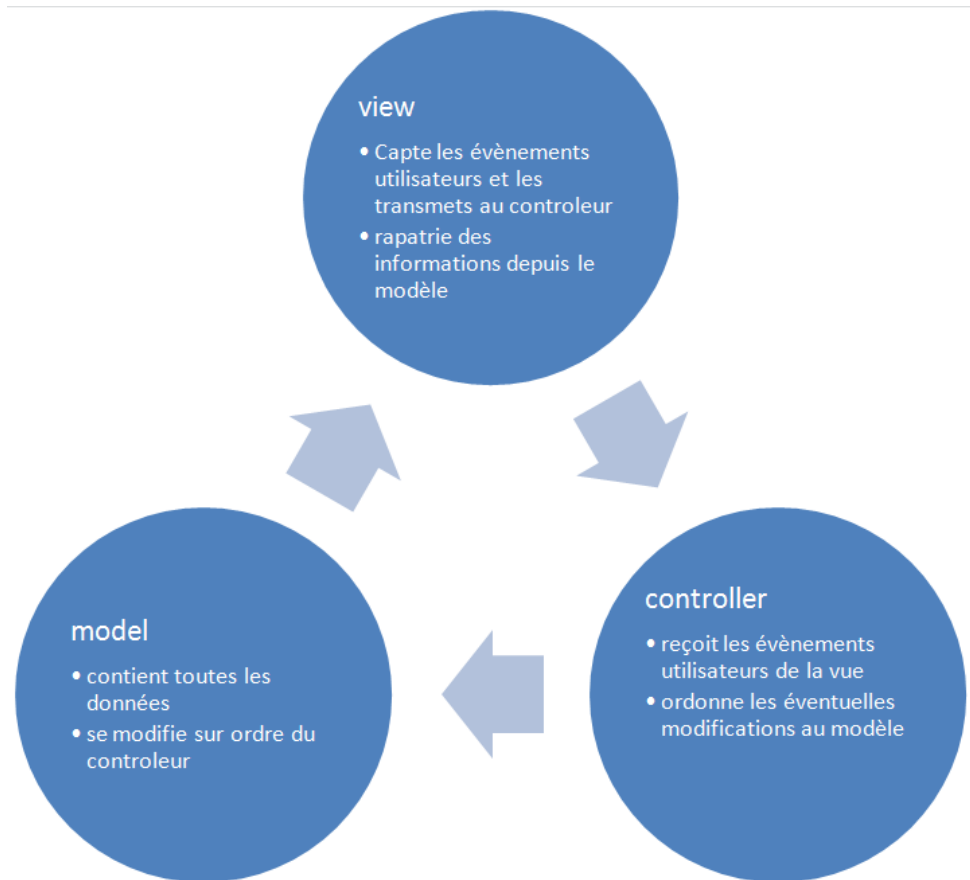 view
• Capte les évènements
utilisateurs et les
transmets au controleur
• rapatrie des
informations depuis le
modèle
controller
• reçoit les évènements
utilisateurs de la vue
• ordonne les éventuelles
modifications au modèle
model
• contient toutes les
données
• se modifie sur ordre du
controleur